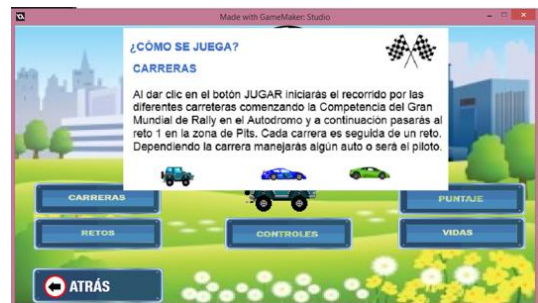 Made with GameMaker: Studio
¿CÓMO SE JUEGA?
CARRERAS
Al dar clic en el botón JUGAR iniciarás el recorrido por las
diferentes carreteras comenzando la Competencia del Gran
Mundial de Rally en el Autodromo y a continuación pasarás al
reto 1 en la zona de Pits. Cada carrera es seguida de un reto.
Dependiendo la carrera manejarás algún auto o será el piloto.
CARRERAS
PUNTAJE
RETOS
CONTROLES
VIDAS
ATRÁS